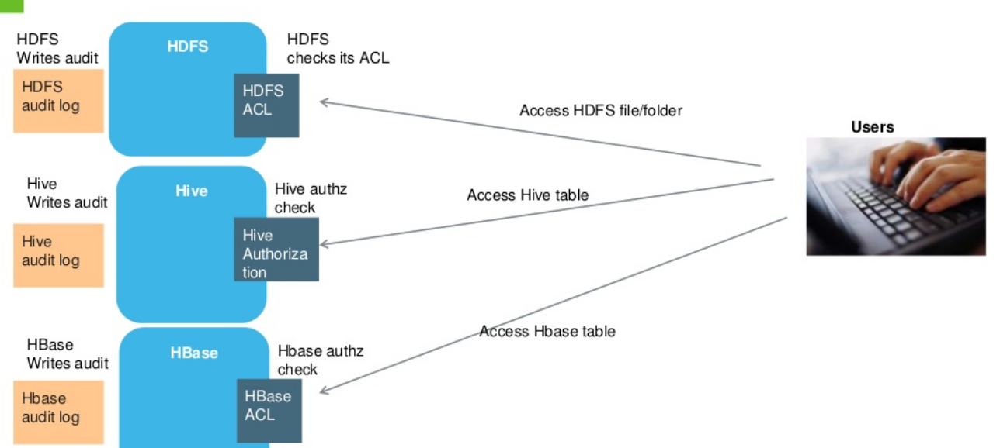 HDFS
Writes audit
HDFS
audit log
HDFS
HDFS
checks its ACL
HDFS
ACL
Access HDFS file/folder
Users
Hive
Writes audit
Hive
audit log
Hive
Hive authz
check
Hive
Authoriza
tion
Access Hive table
HBase
Writes audit
Hbase
audit log
HBase
Hbase authz
check
HBase
ACL
Access Hbase table